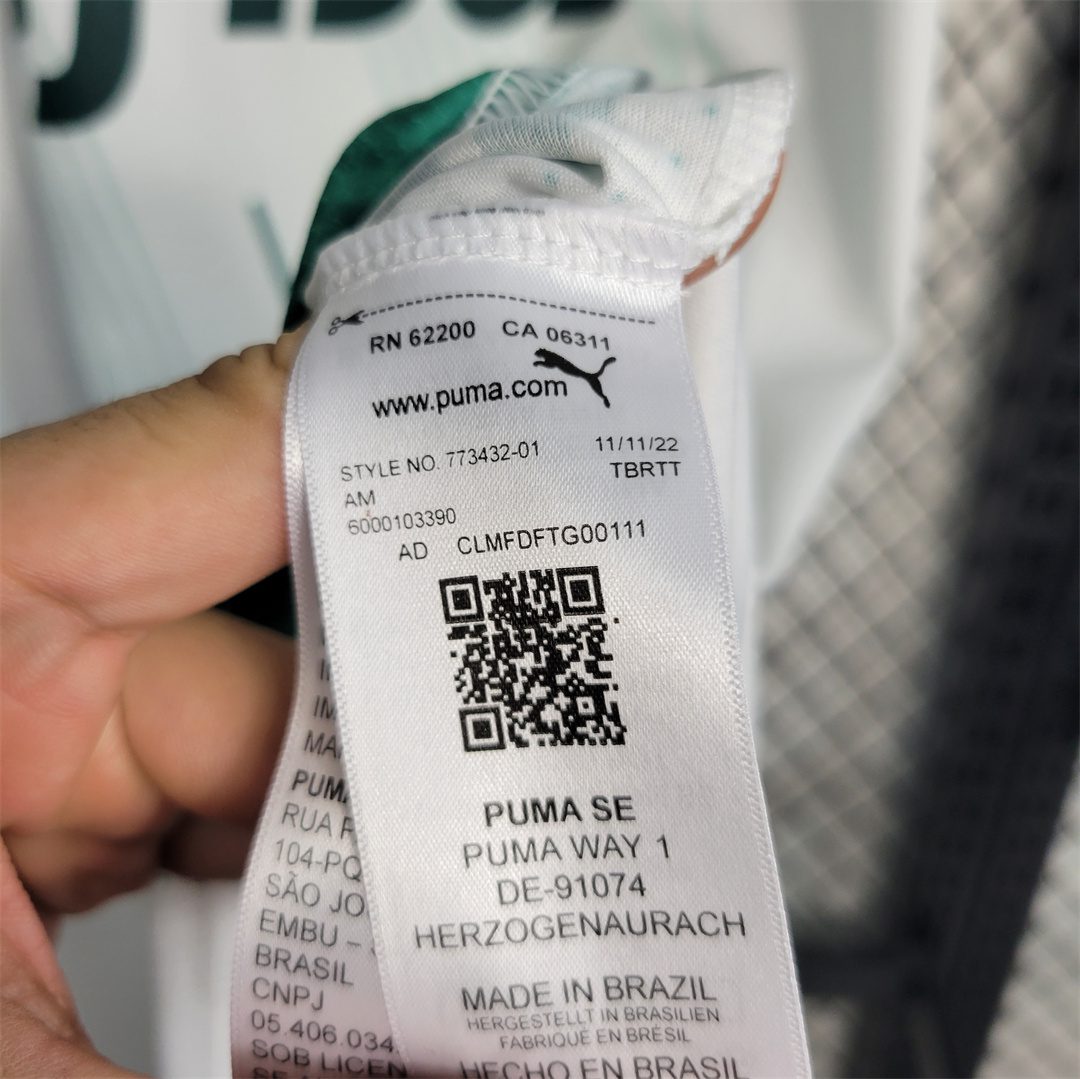 RN 62200 CA 06311
www.puma.com
STYLE NO. 773432-01 11/11/22
AM TBRTT
6000103390
AD CLMFDFTG00111
PUMA SE
PUMA WAY 1
DE-91074
HERZOGENAURACH
MADE IN BRAZIL
HERGESTELLT IN BRASILIEN
FABRIQUÉ EN BRÉSIL
HECHO EN BRASIL
PUMA
RUA
104-PQ
SÃO
EMBU –
BRASIL
CNPJ
05.406.034
SOB LICEN